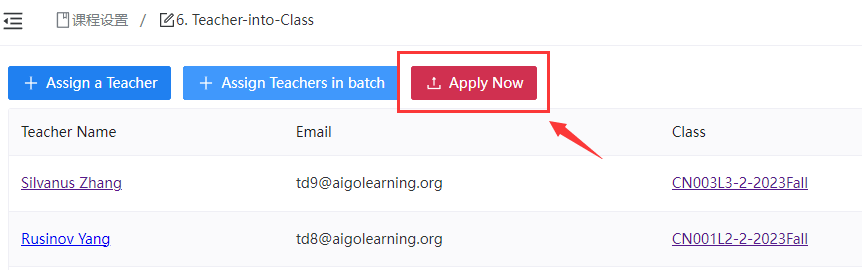 课程设置 / 6. Teacher-into-Class
+ Assign a Teacher + Assign Teachers in batch Apply Now
Teacher Name Email Class
Silvanus Zhang td9@aigolearning.org CN003L3-2-2023Fall
Rusinov Yang td8@aigolearning.org CN001L2-2-2023Fall